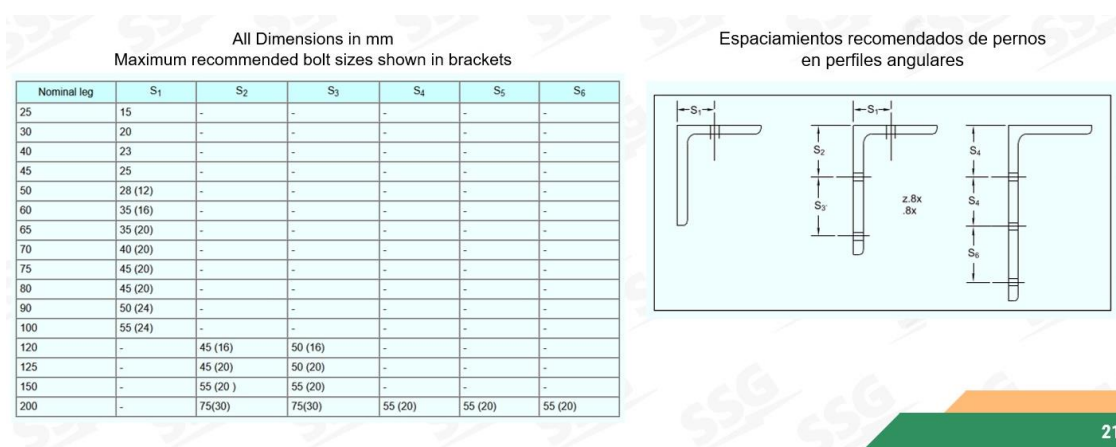 All Dimensions in mm
Maximum recommended bolt sizes shown in brackets
Nominal leg S₁ S₂ S₃ S₄ S₅ S₆
25 15 - - - - -
30 20 - - - - -
40 23 - - - - -
45 25 - - - - -
50 28 (12) - - - - -
60 35 (16) - - - - -
65 35 (20) - - - - -
70 40 (20) - - - - -
75 45 (20) - - - - -
80 45 (20) - - - - -
90 50 (24) - - - - -
100 55 (24) - - - - -
120 - 45 (16) 50 (16) - - -
125 - 45 (20) 50 (20) - - -
150 - 55 (20 ) 55 (20) - - -
200 - 75(30) 75(30) 55 (20) 55 (20) 55 (20)
Espaciamientos recomendados de pernos
en perfiles angulares
S₁ S₁
S₂ S₄
S₃' z.8x S₄
.8x
S₆
SSG SSG
21